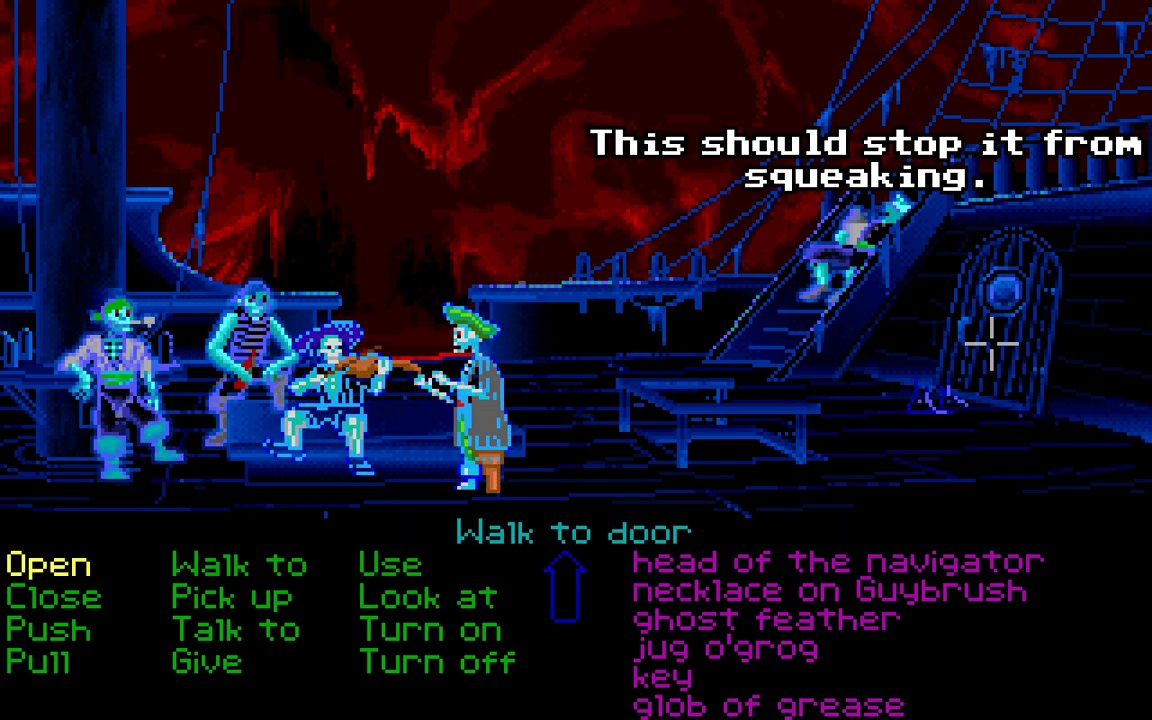 This should stop it from
squeaking.
Walk to door
Open Walk to Use
Close Pick up Look at
Push Talk to Turn on
Pull Give Turn off
head of the navigator
necklace on Guybrush
ghost feather
jug o'grog
key
glob of grease